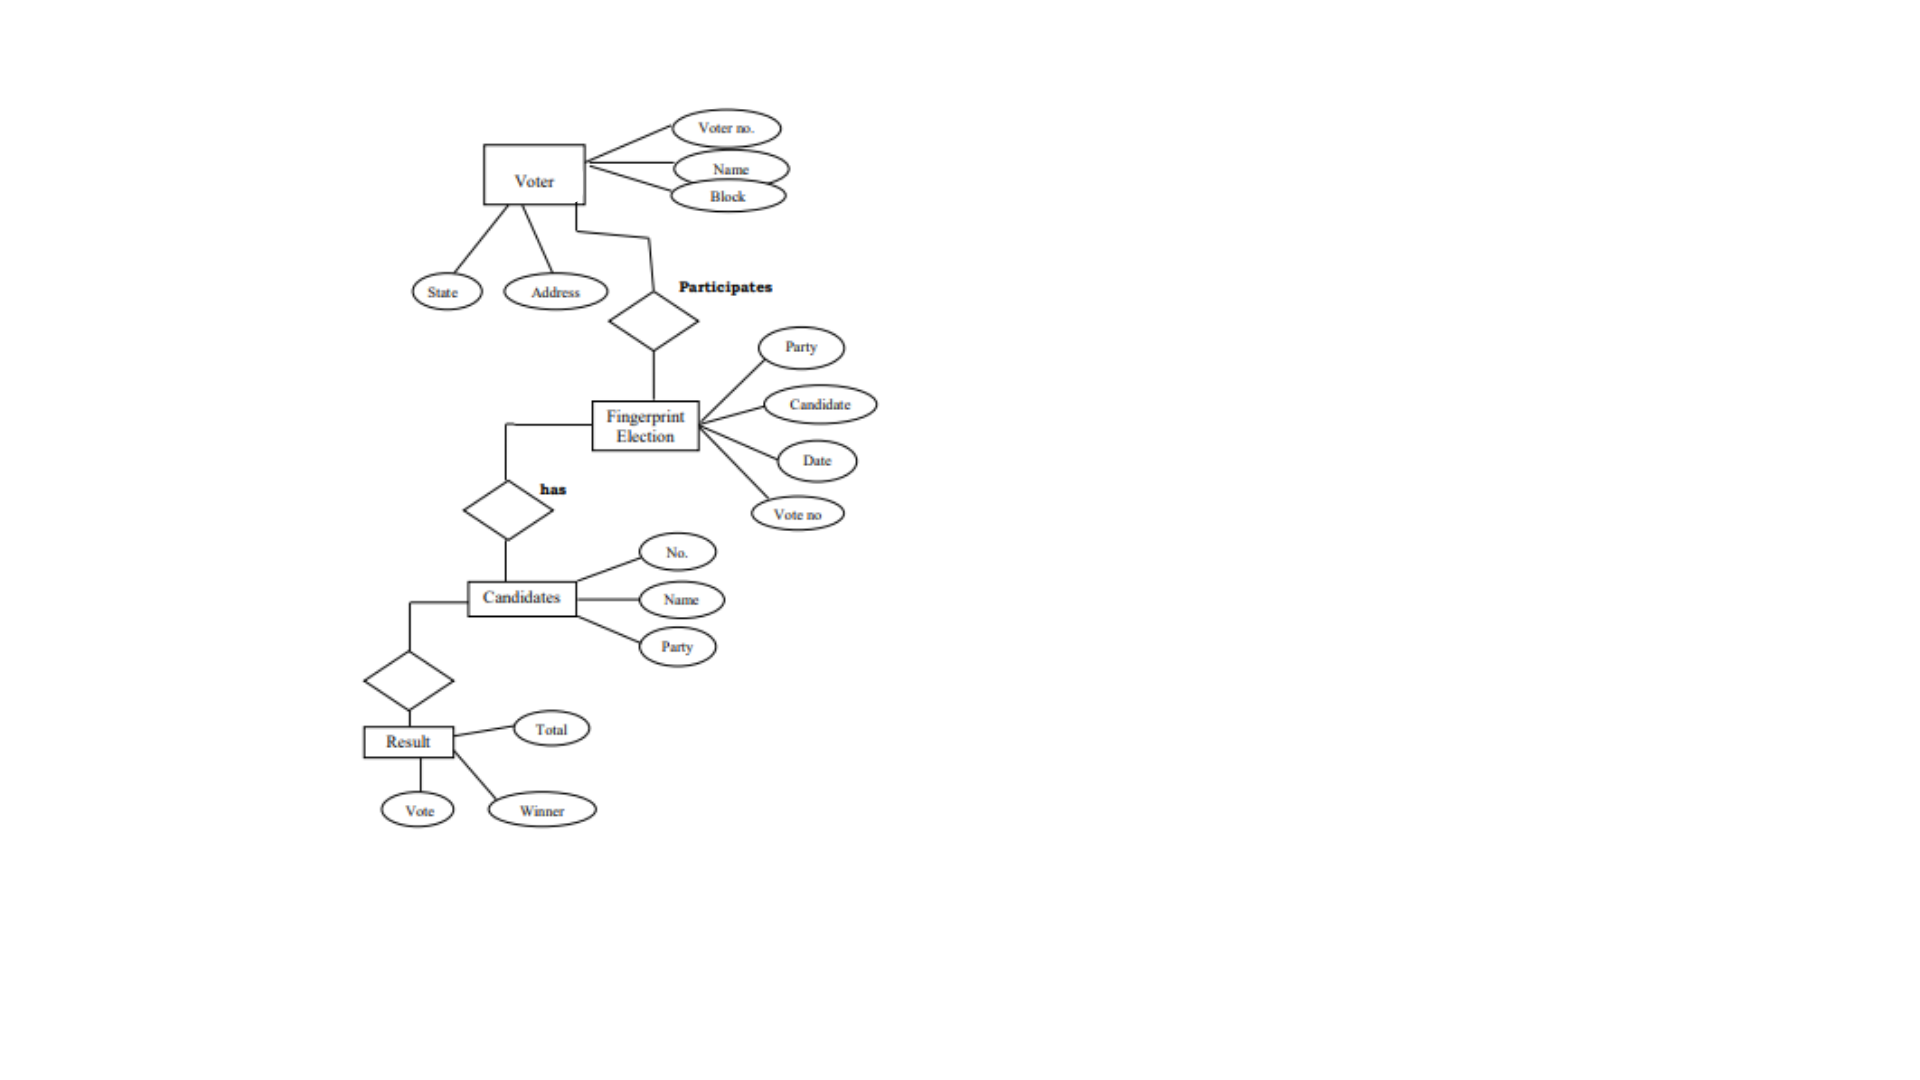 Voter no.
Name
Block
Voter
State
Address
Participates
Party
Candidate
Date
Vote no
Fingerprint
Election
has
No.
Name
Party
Candidates
Total
Result
Vote
Winner